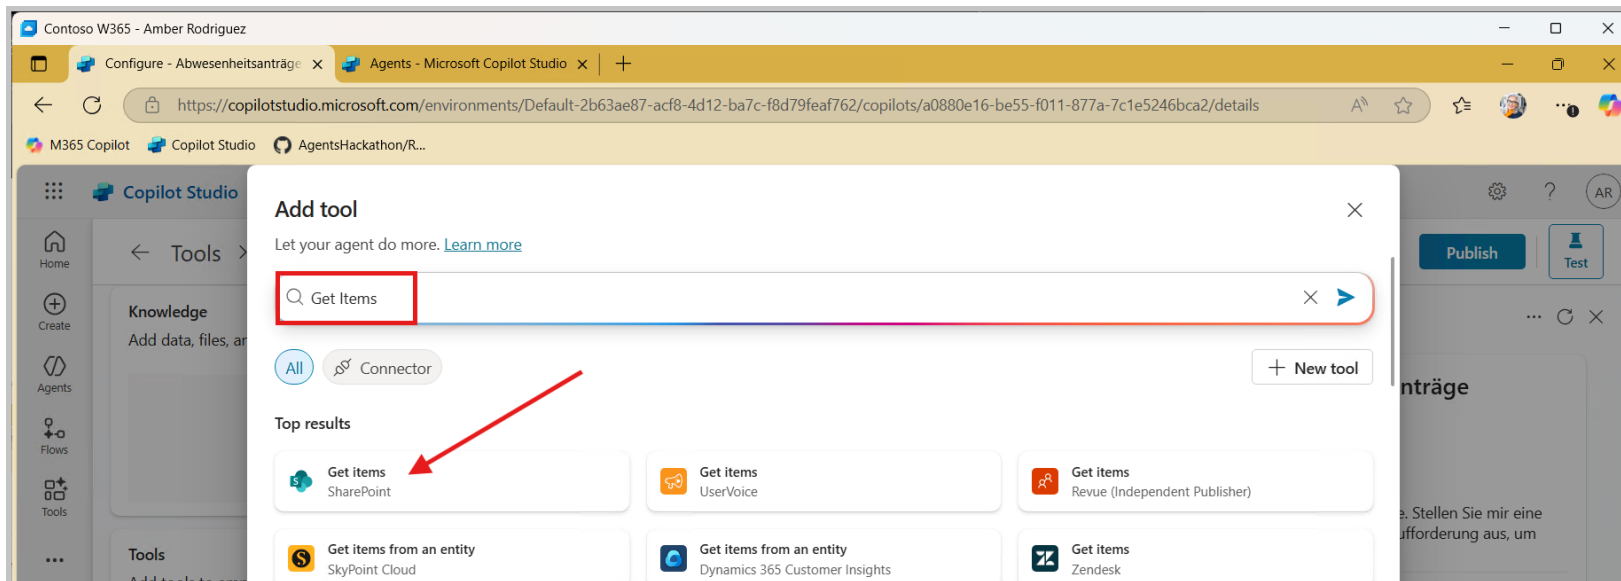 Contoso W365 - Amber Rodriguez
Configure - Abwesenheitsanträge
Agents - Microsoft Copilot Studio
https://copilotstudio.microsoft.com/environments/Default-2b63ae87-acf8-4d12-ba7c-f8d79feaf762/copilots/a0880e16-be55-f011-877a-7c1e5246bca2/details
M365 Copilot
Copilot Studio
AgentsHackathon/R...
Copilot Studio
AR
Home
Create
Agents
Flows
Tools
Tools
Publish
Test
Knowledge
Add data, files, ar
Tools
Add tool
Let your agent do more. Learn more
Get Items
All
Connector
New tool
Top results
Get items
SharePoint
Get items
UserVoice
Get items
Revue (Independent Publisher)
Get items from an entity
SkyPoint Cloud
Get items from an entity
Dynamics 365 Customer Insights
Get items
Zendesk
nträge
e. Stellen Sie mir eine
ufforderung aus, um